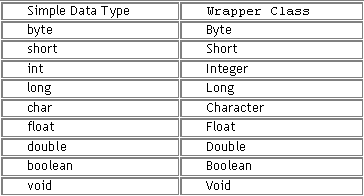 Simple Data Type Wrapper Class
byte Byte
short Short
int Integer
long Long
char Character
float Float
double Double
boolean Boolean
void Void